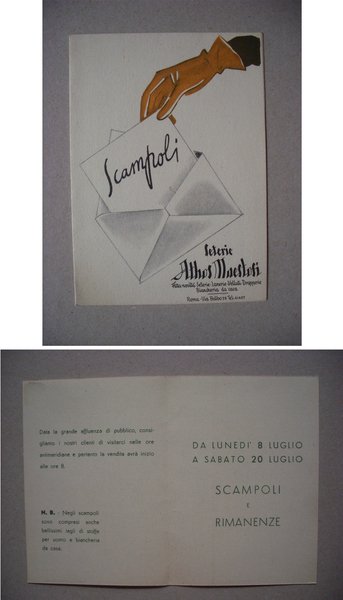 Scampoli
Seterie
Roma - Via
Data la grande affluenza di pubblico, consi-
gliamo i nostri clienti di visitarci nelle ore
antimeridiane e pertanto la vendita avrà inizio
alle ore 8.
N. B. - Negli scampoli
sono compresi anche
bellissimi tagli di stoffe
per uomo e biancheria
da casa.
DA LUNEDI' 8 LUGLIO
A SABATO 20 LUGLIO
SCAMPOLI
E
RIMANENZE